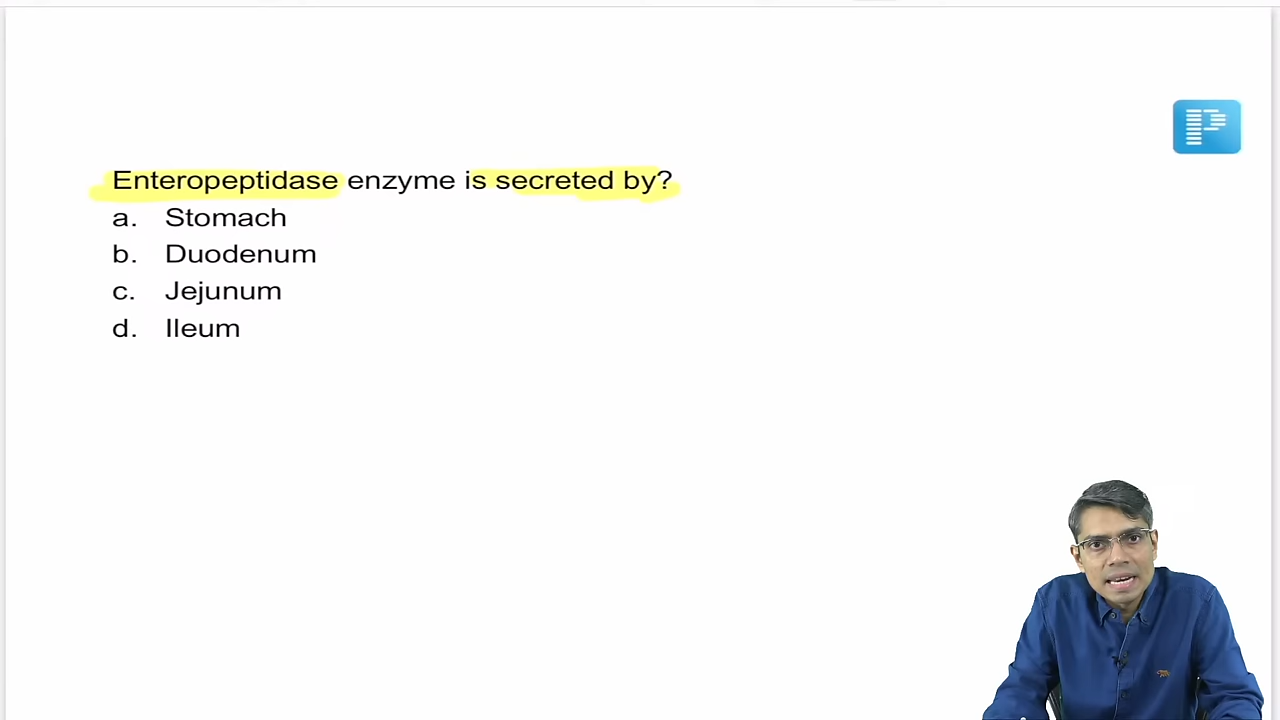 Enteropeptidase enzyme is secreted by?
a. Stomach
b. Duodenum
c. Jejunum
d. Ileum
P